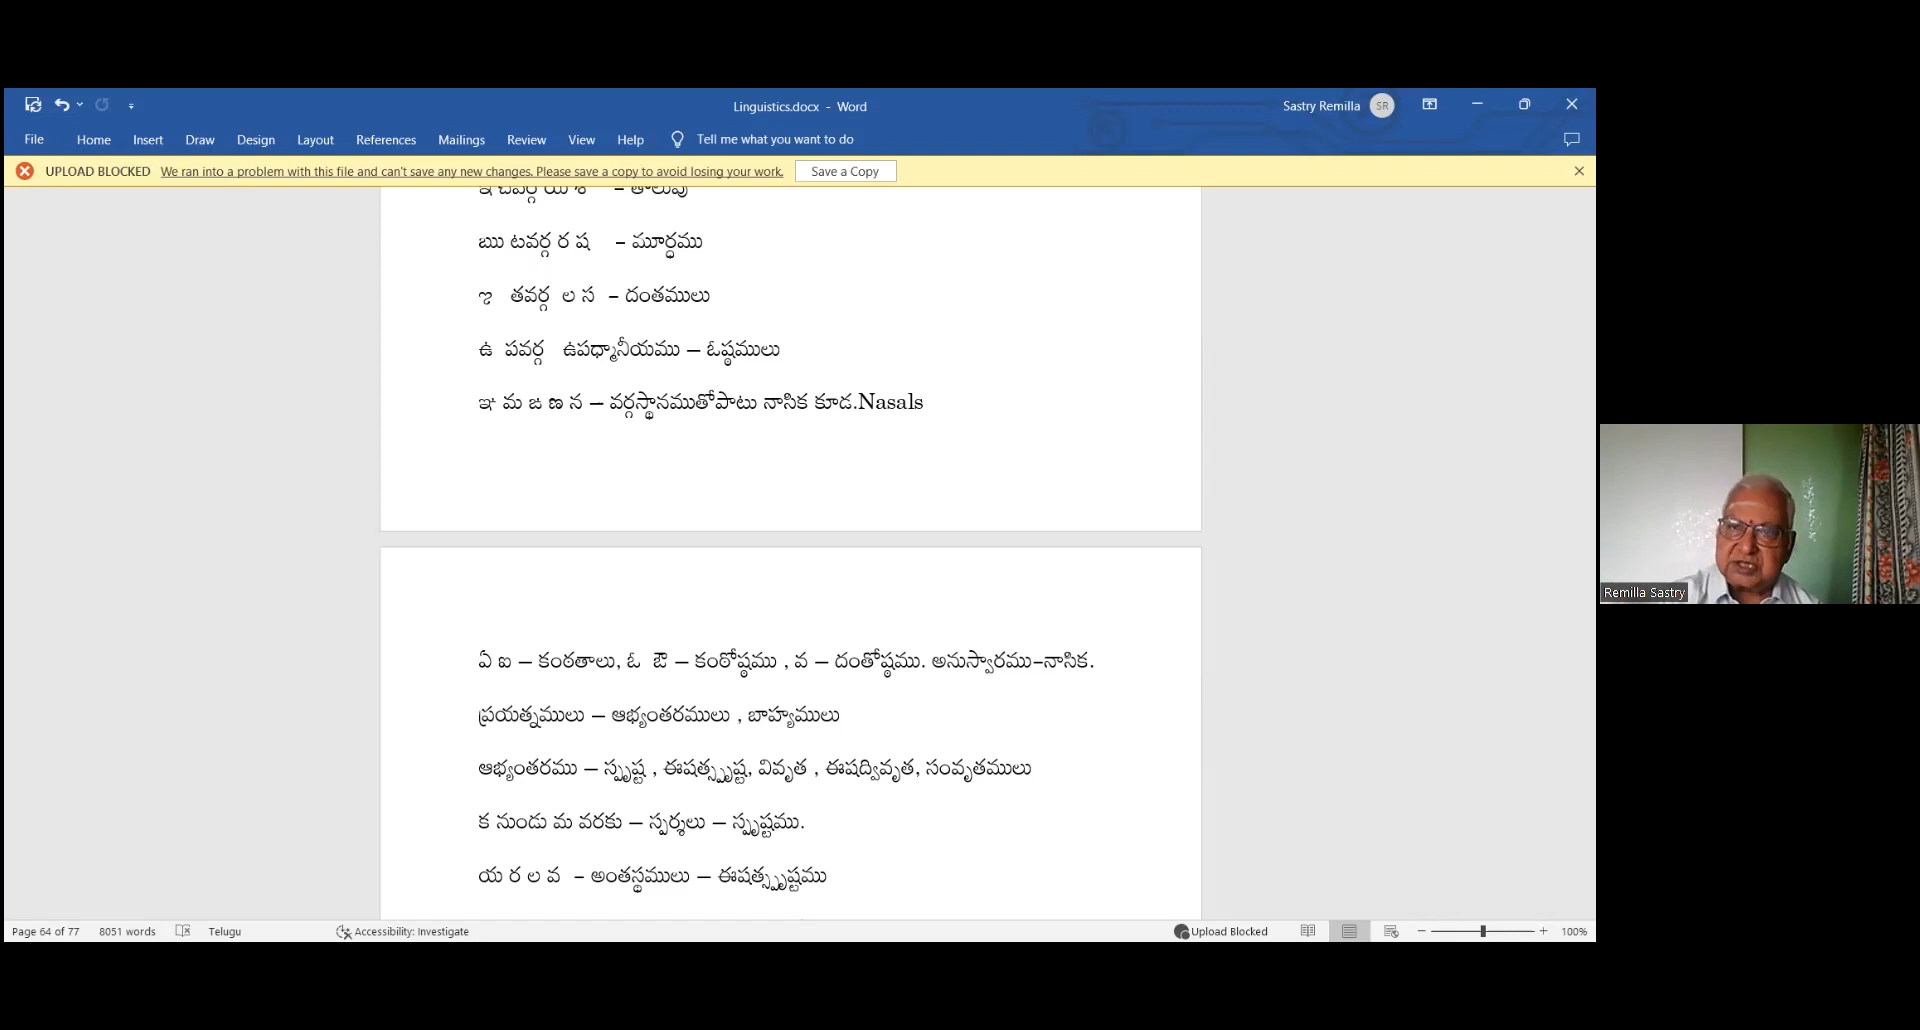 Linguistics.docx - Word
Sastry Remilla SR
File Home Insert Draw Design Layout References Mailings Review View Help Tell me what you want to do
UPLOAD BLOCKED We ran into a problem with this file and can't save any new changes. Please save a copy to avoid losing your work. Save a Copy
ఇ చవర్గ య శ – తాలువు
ఋ టవర్గ ర ష – మూర్ధము
ఌ తవర్గ ల స – దంతములు
ఉ పవర్గ ఉపధ్మానీయము – ఓష్ఠములు
ఞ మ ఙ ణ న – వర్గస్థానముతోపాటు నాసిక కూడ.Nasals
ఏ ఐ – కంఠతాలు, ఓ ఔ – కంఠోష్ఠము , వ – దంతోష్ఠము. అనుస్వారము–నాసిక.
ప్రయత్నములు – ఆభ్యంతరములు , బాహ్యములు
ఆభ్యంతరము – స్పృష్ట , ఈషత్స్పృష్ట, వివృత , ఈషద్వివృత, సంవృతములు
క నుండు మ వరకు – స్పర్శలు – స్పృష్టము.
య ర ల వ – అంతస్థములు – ఈషత్స్పృష్టము
Remilla Sastry
Page 64 of 77 8051 words Telugu Accessibility: Investigate Upload Blocked 100%